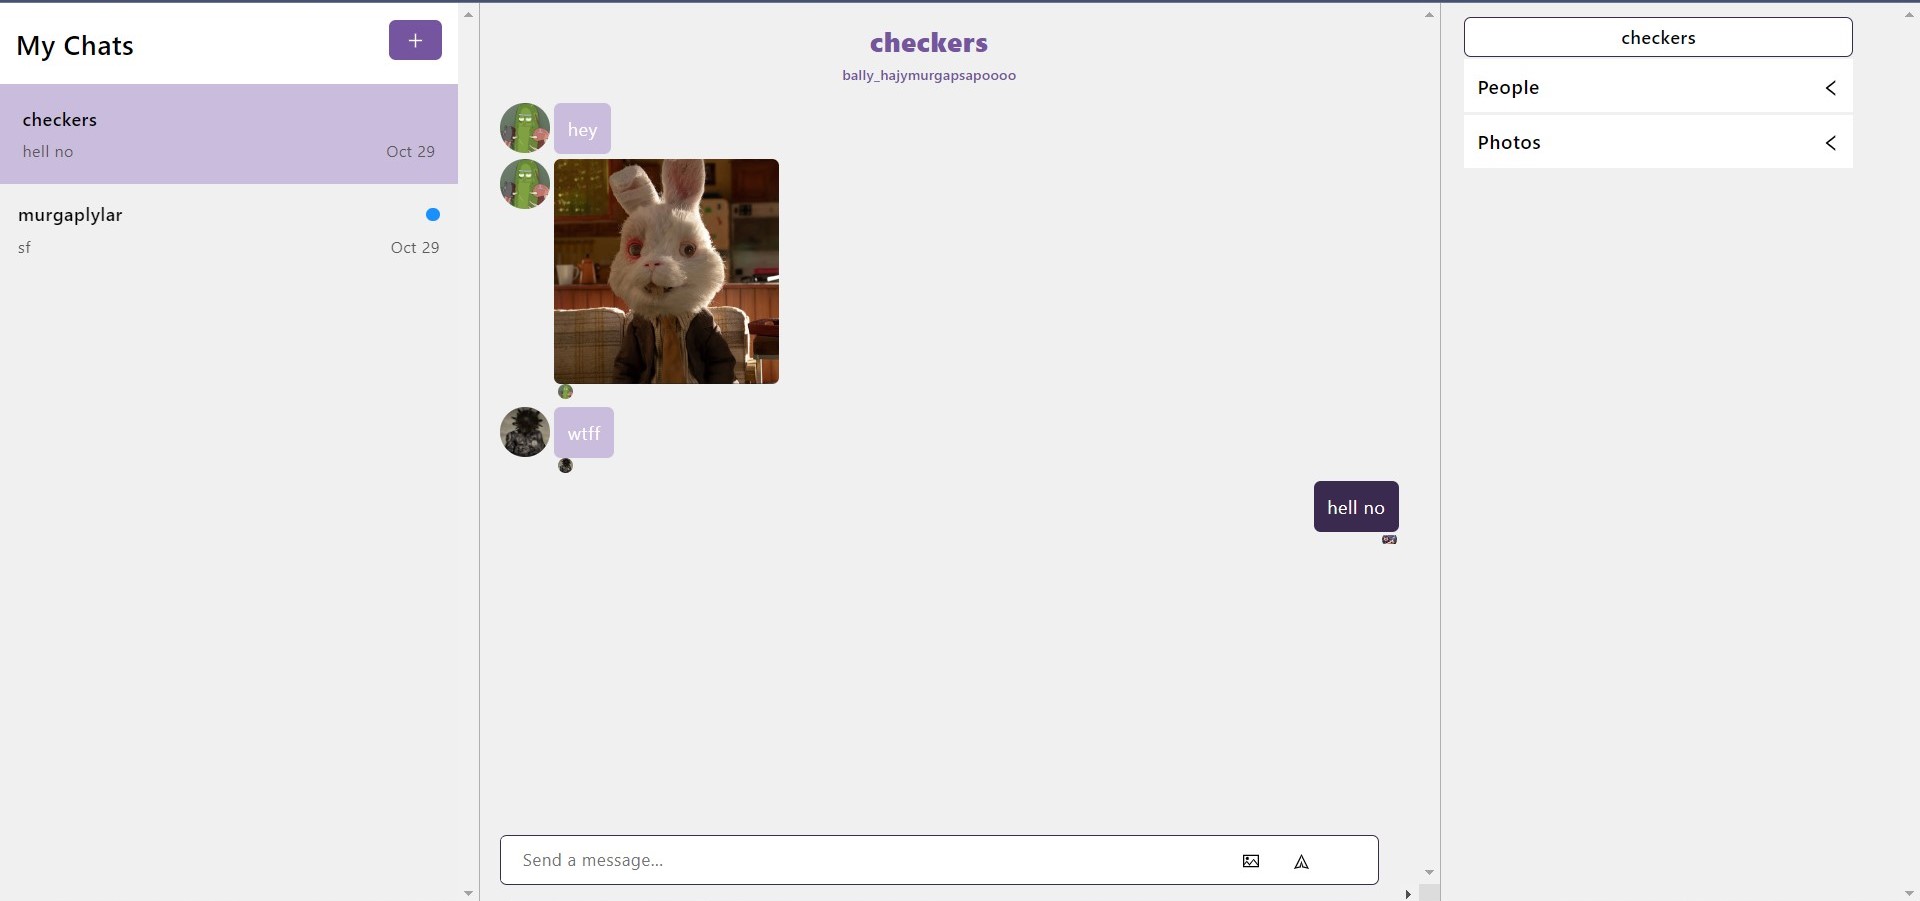 My Chats
+
checkers
hell no
Oct 29
murgaplylar
sf
Oct 29
checkers
bally_hajymurgapsapoooo
hey
wtff
hell no
Send a message...
checkers
People
Photos